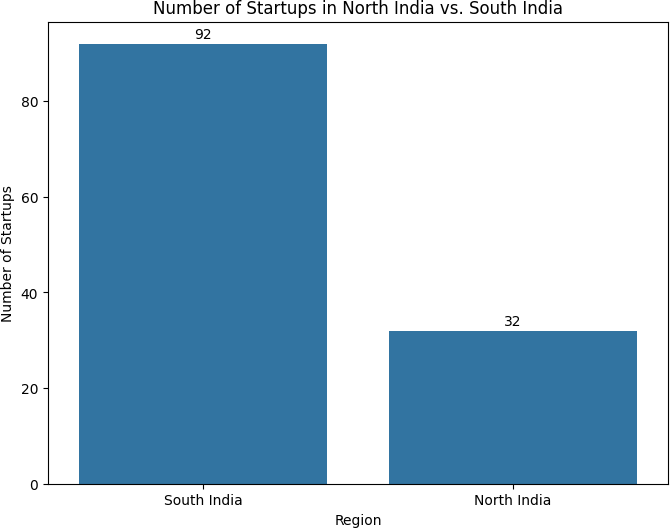 Number of Startups in North India vs. South India
92
32
80
60
40
20
0
Number of Startups
South India
North India
Region